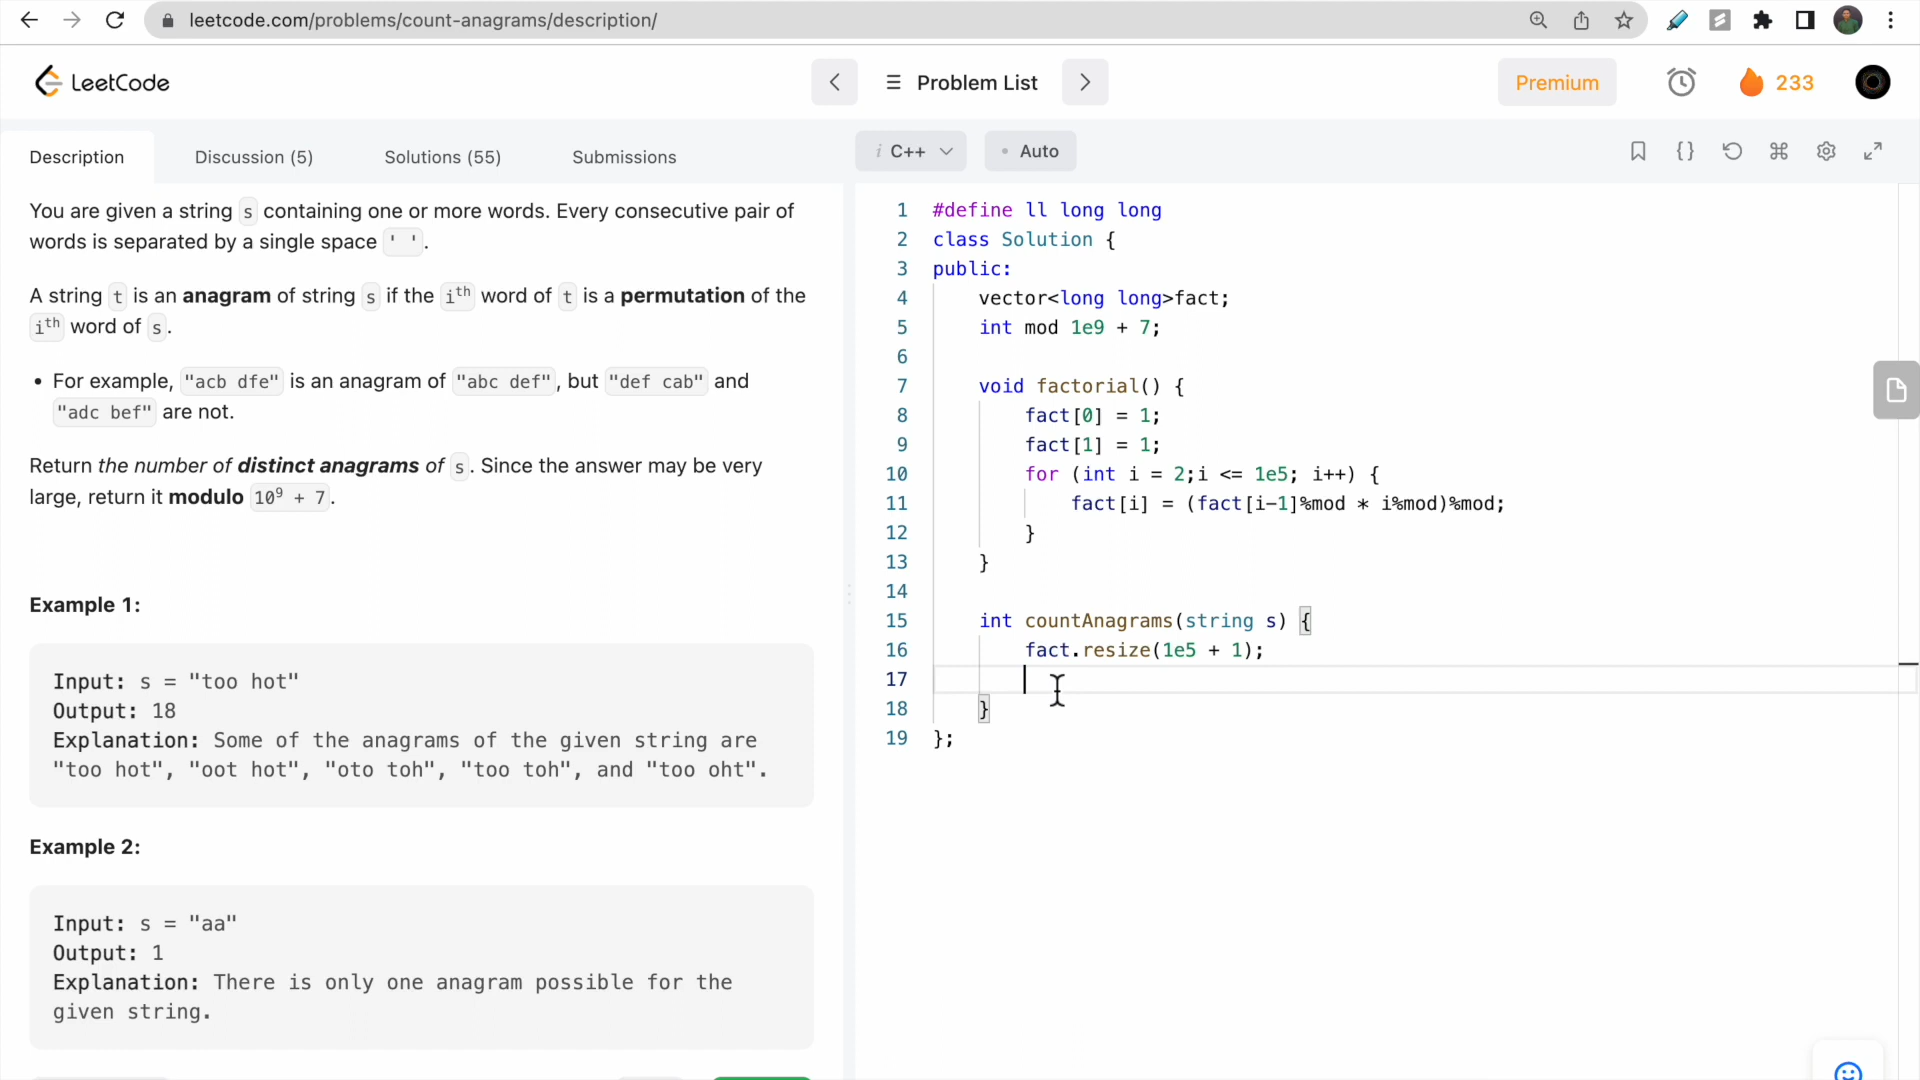 leetcode.com/problems/count-anagrams/description/
LeetCode
Problem List
Premium
233
Description
Discussion (5)
Solutions (55)
Submissions
i C++
Auto
{}
You are given a string s containing one or more words. Every consecutive pair of
words is separated by a single space ' '.
A string t is an anagram of string s if the ith word of t is a permutation of the
ith word of s.
• For example, "acb dfe" is an anagram of "abc def", but "def cab" and
"adc bef" are not.
Return the number of distinct anagrams of s. Since the answer may be very
large, return it modulo 10⁹ + 7.
Example 1:
Input: s = "too hot"
Output: 18
Explanation: Some of the anagrams of the given string are
"too hot", "oot hot", "oto toh", "too toh", and "too oht".
Example 2:
Input: s = "aa"
Output: 1
Explanation: There is only one anagram possible for the
given string.
1 #define ll long long
2 class Solution {
3 public:
4 vector<long long>fact;
5 int mod 1e9 + 7;
6
7 void factorial() {
8 fact[0] = 1;
9 fact[1] = 1;
10 for (int i = 2;i <= 1e5; i++) {
11 fact[i] = (fact[i-1]%mod * i%mod)%mod;
12 }
13 }
14
15 int countAnagrams(string s) {
16 fact.resize(1e5 + 1);
17
18 }
19 };